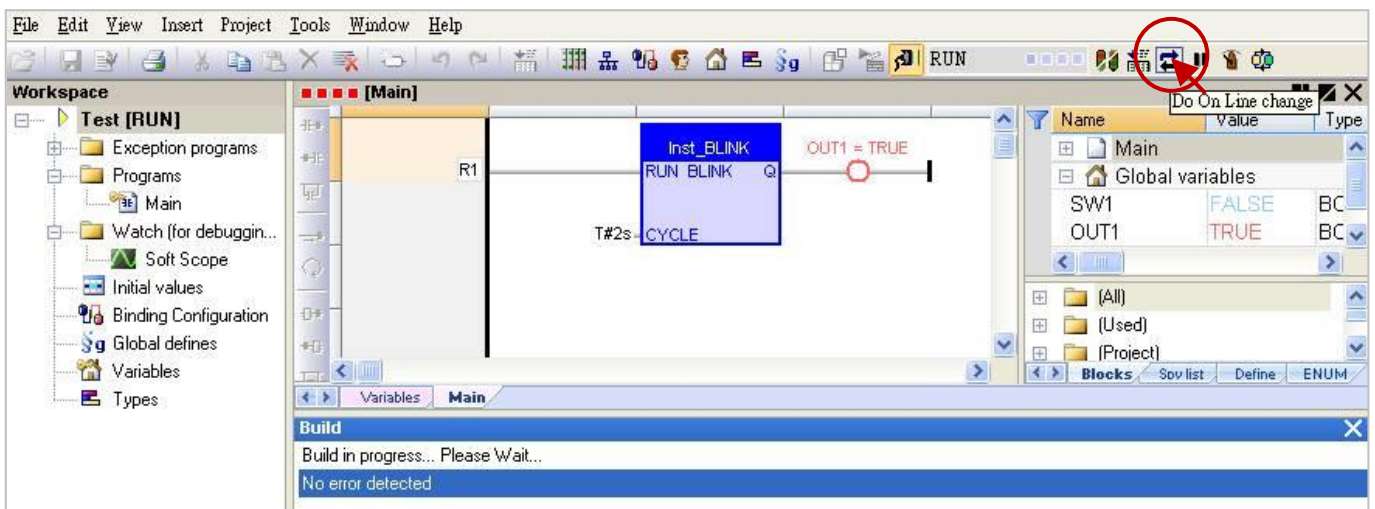 File Edit View Insert Project Tools Window Help
RUN
Do On Line change
Workspace
[Main]
Test [RUN]
Exception programs
Programs
Main
Watch (for debuggin...
Soft Scope
Initial values
Binding Configuration
Global defines
Variables
Types
R1
Inst_BLINK
RUN BLINK Q
CYCLE
T#2s
OUT1 = TRUE
Name Value Type
Main
Global variables
SW1 FALSE BO
OUT1 TRUE BO
(All)
(Used)
(Project)
Blocks Spy list Define ENUM
Variables Main
Build
Build in progress... Please Wait...
No error detected